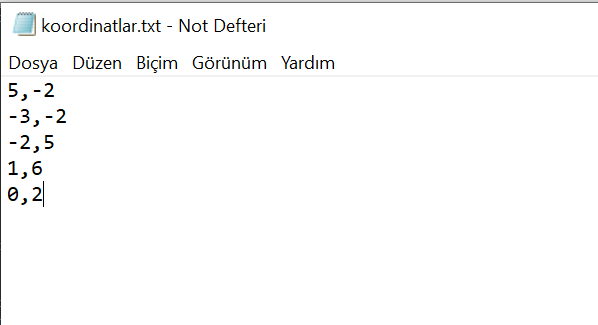 koordinatlar.txt - Not Defteri
Dosya Düzen Biçim Görünüm Yardım
5,-2
-3,-2
-2,5
1,6
0,2